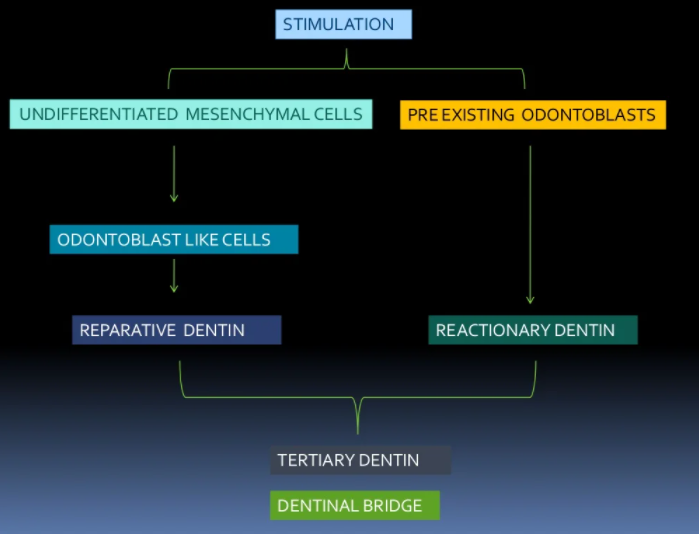 STIMULATION
UNDIFFERENTIATED MESENCHYMAL CELLS
PRE EXISTING ODONTOBLASTS
ODONTOBLAST LIKE CELLS
REPARATIVE DENTIN
REACTIONARY DENTIN
TERTIARY DENTIN
DENTINAL BRIDGE